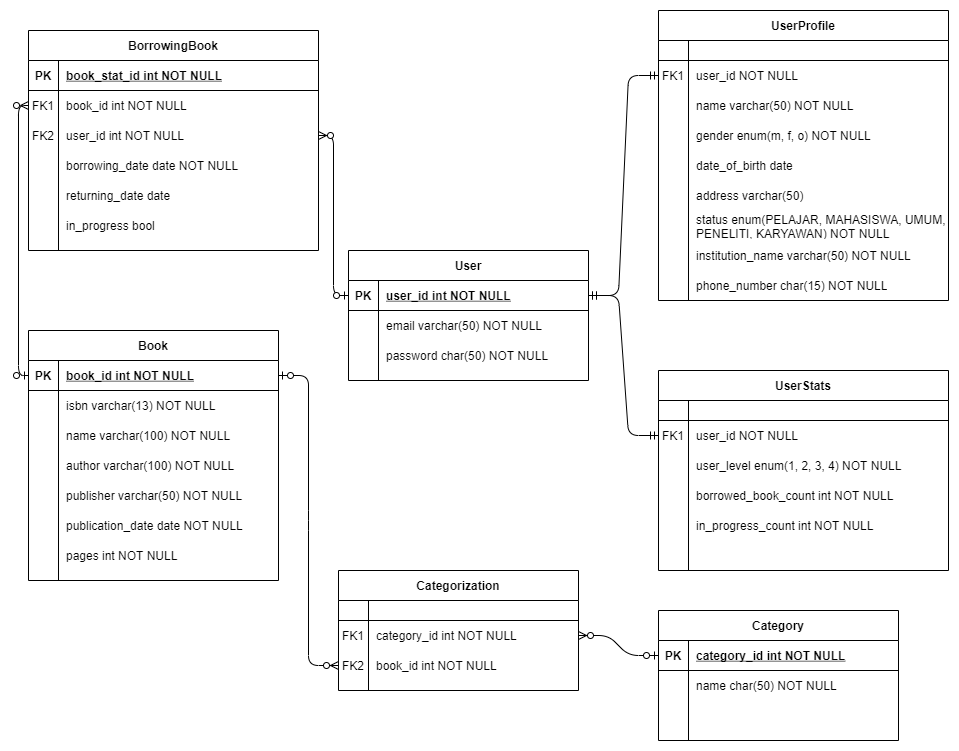 BorrowingBook
PK book_stat_id int NOT NULL
FK1 book_id int NOT NULL
FK2 user_id int NOT NULL
borrowing_date date NOT NULL
returning_date date
in_progress bool
User
PK user_id int NOT NULL
email varchar(50) NOT NULL
password char(50) NOT NULL
UserProfile
FK1 user_id NOT NULL
name varchar(50) NOT NULL
gender enum(m, f, o) NOT NULL
date_of_birth date
address varchar(50)
status enum(PELAJAR, MAHASISWA, UMUM,
PENELITI, KARYAWAN) NOT NULL
institution_name varchar(50) NOT NULL
phone_number char(15) NOT NULL
Book
PK book_id int NOT NULL
isbn varchar(13) NOT NULL
name varchar(100) NOT NULL
author varchar(100) NOT NULL
publisher varchar(50) NOT NULL
publication_date date NOT NULL
pages int NOT NULL
UserStats
FK1 user_id NOT NULL
user_level enum(1, 2, 3, 4) NOT NULL
borrowed_book_count int NOT NULL
in_progress_count int NOT NULL
Categorization
FK1 category_id int NOT NULL
FK2 book_id int NOT NULL
Category
PK category_id int NOT NULL
name char(50) NOT NULL